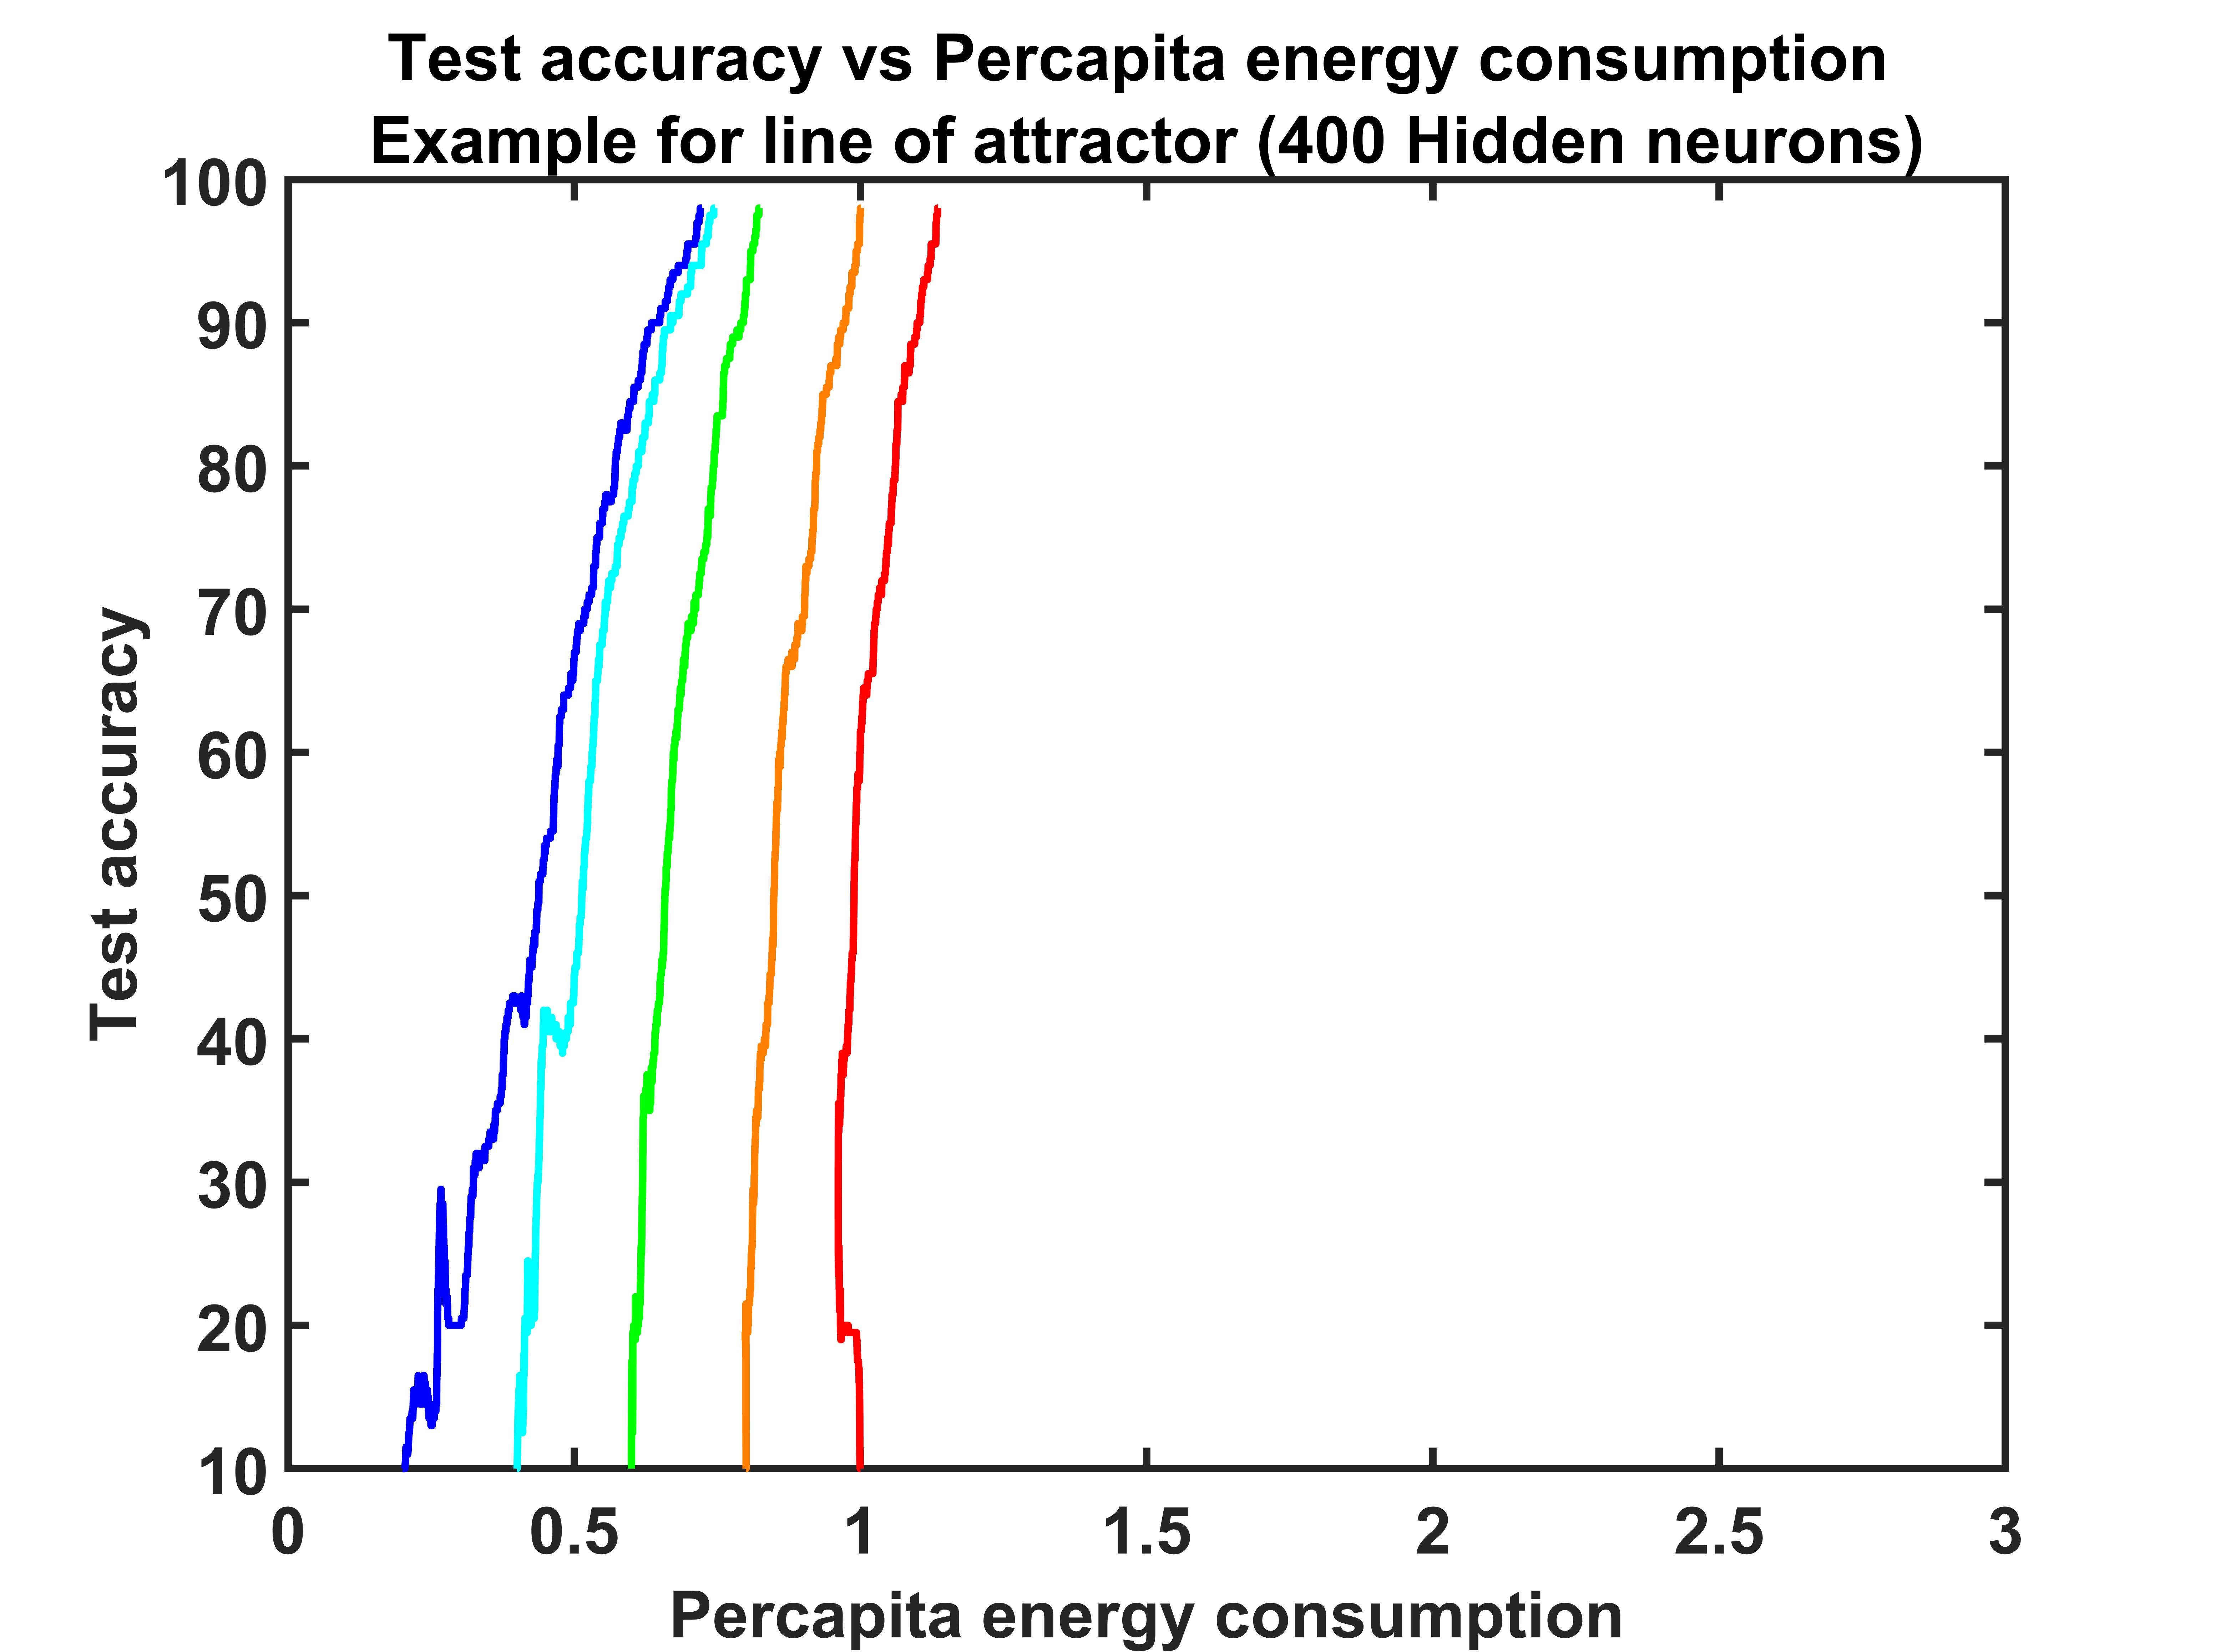 Test accuracy vs Percapita energy consumption
Example for line of attractor (400 Hidden neurons)
100
90
80
70
60
50
40
30
20
10
Test accuracy
0 0.5 1 1.5 2 2.5 3
Percapita energy consumption